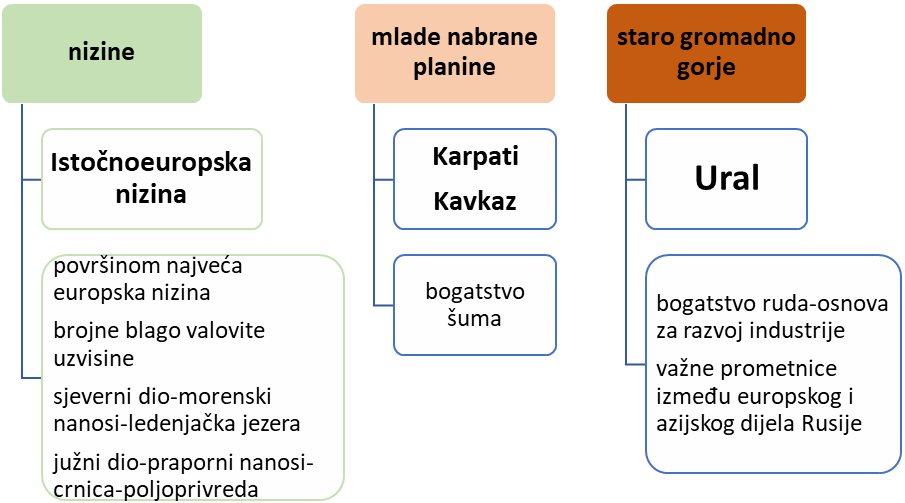 nizine
Istočnoeuropska
nizina
površinom najveća
europska nizina
brojne blago valovite
uzvisine
sjeverni dio-morenski
nanosi-ledenjačka jezera
južni dio-praporni nanosi-
crnica-poljoprivreda
mlade nabrane
planine
Karpati
Kavkaz
bogatstvo
šuma
staro gromadno
gorje
Ural
bogatstvo ruda-osnova
za razvoj industrije
važne prometnice
između europskog i
azijskog dijela Rusije